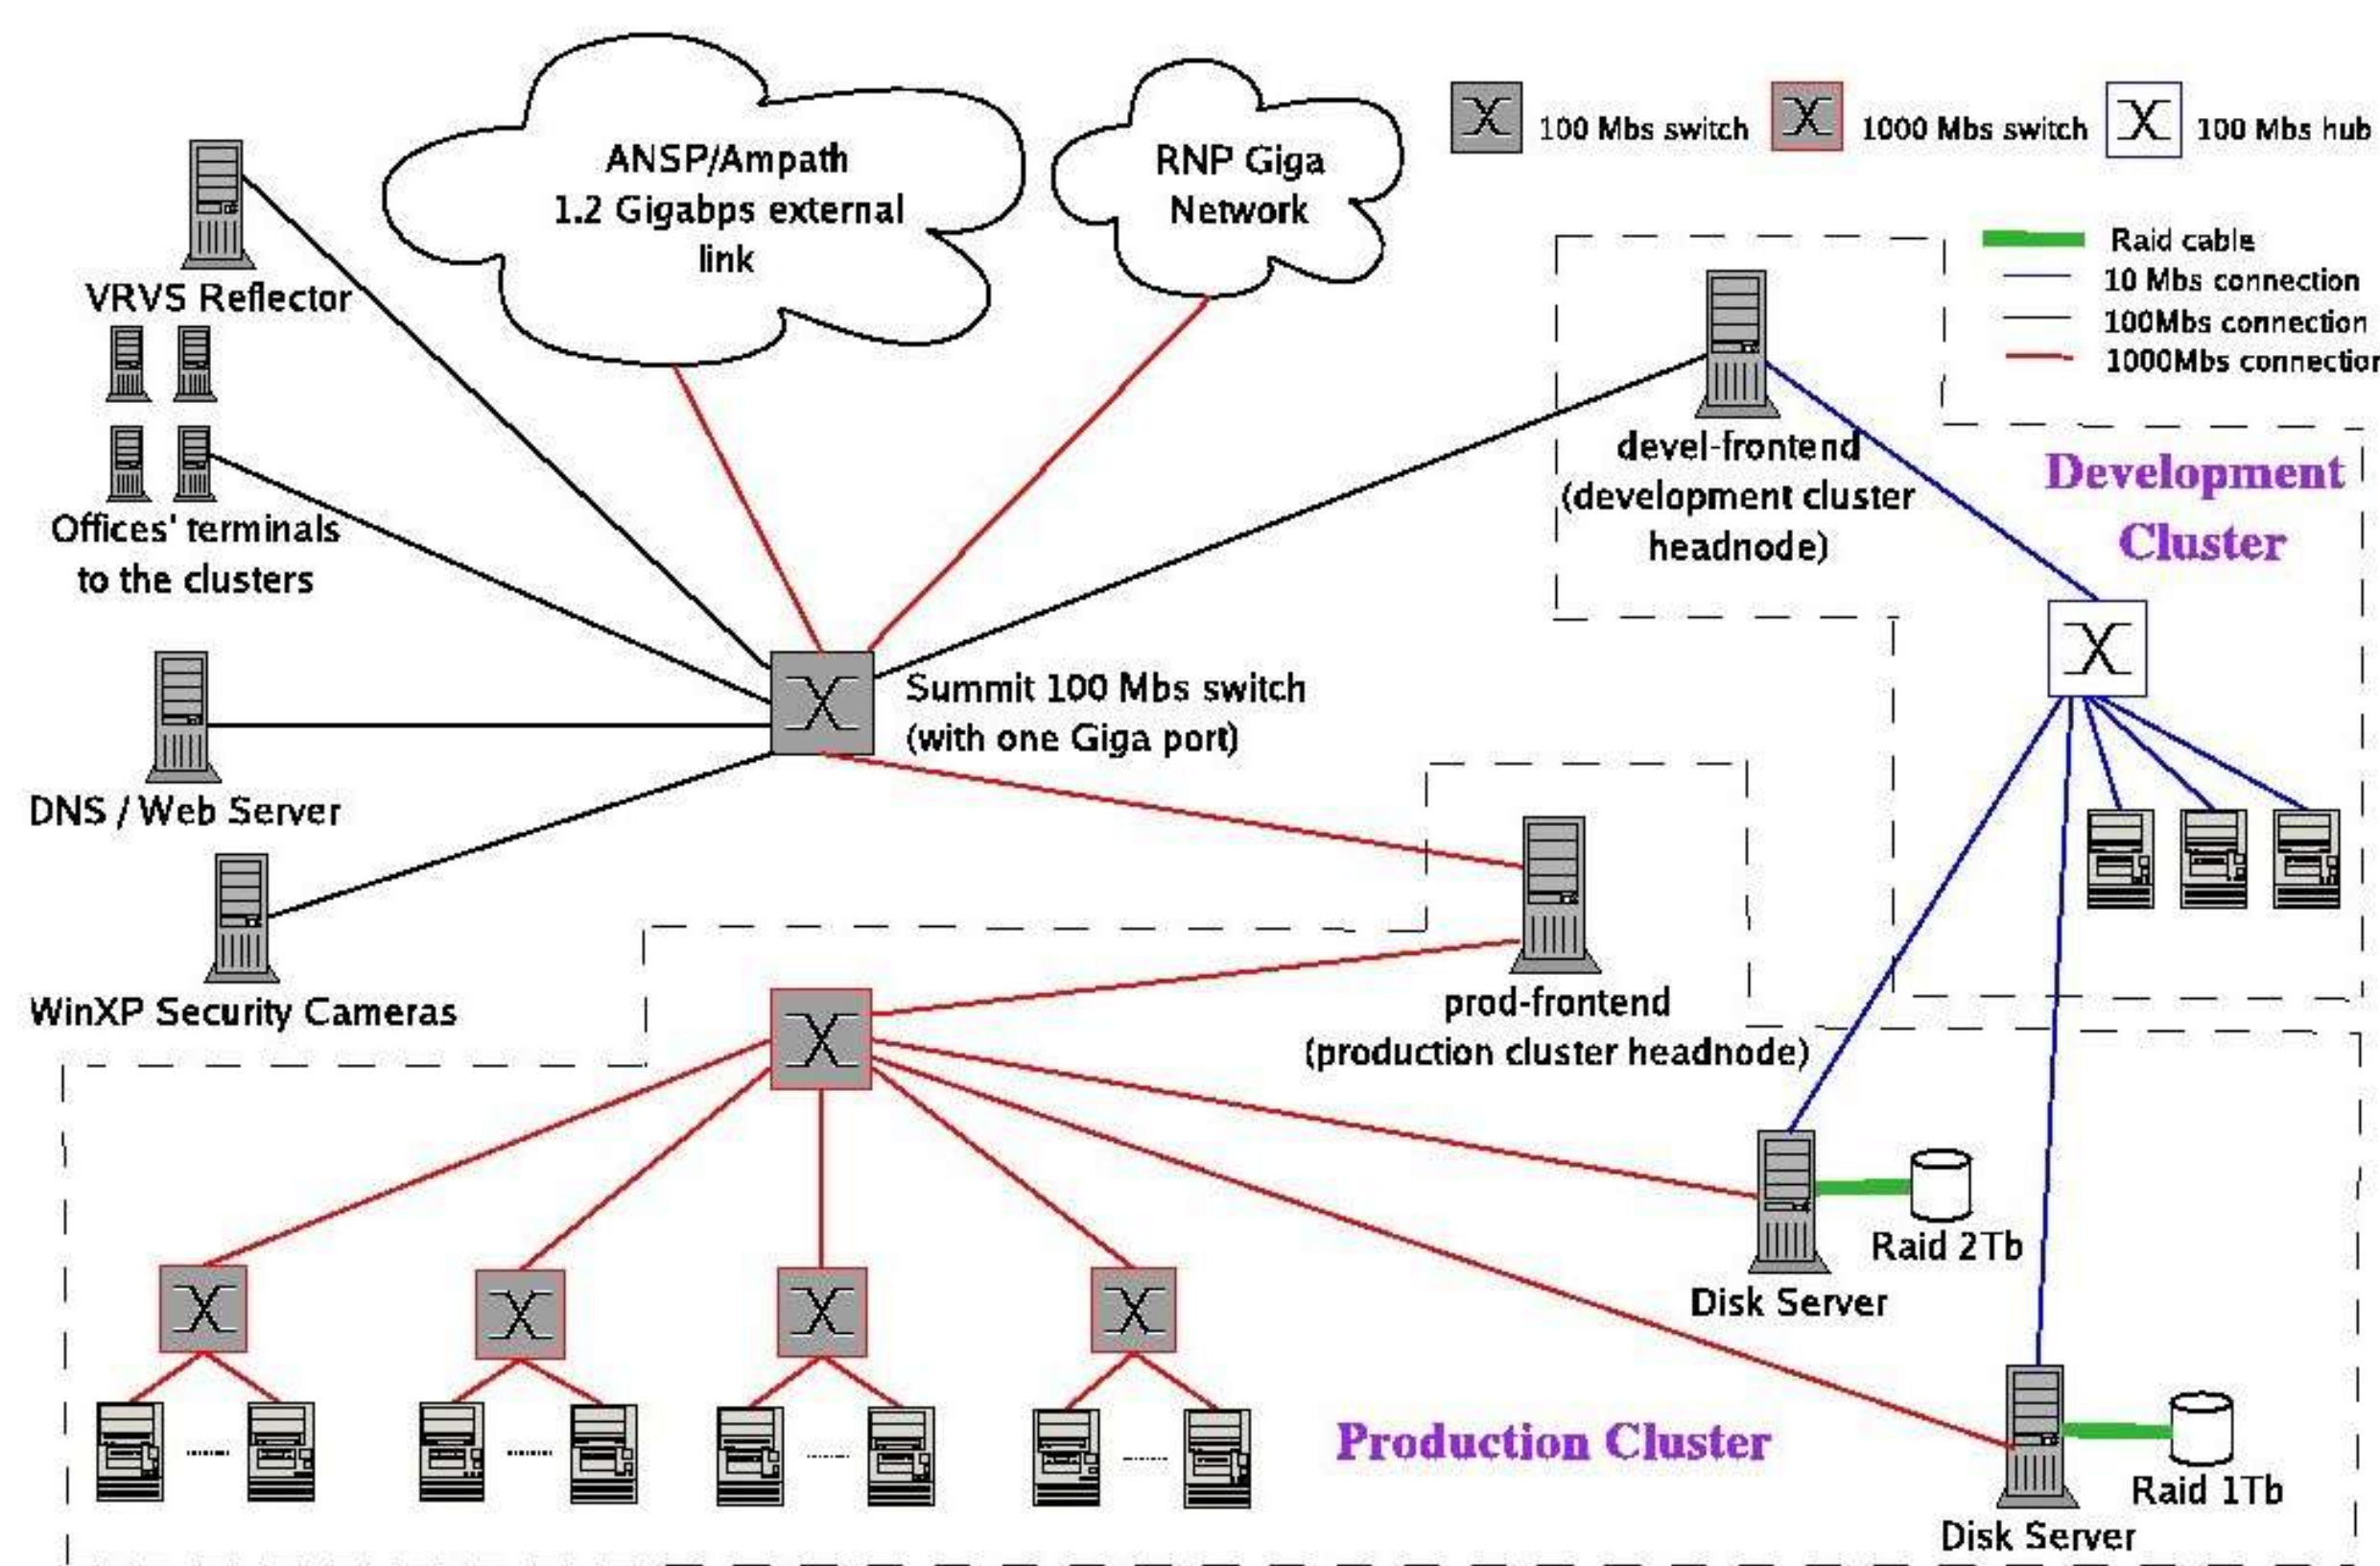 ANSP/Ampath
1.2 Gigabps external
link
RNP Giga
Network
100 Mbs switch
1000 Mbs switch
100 Mbs hub
Raid cable
10 Mbs connection
100Mbs connection
1000Mbs connection
VRVS Reflector
Offices' terminals
to the clusters
devel-frontend
(development cluster
headnode)
Development
Cluster
Summit 100 Mbs switch
(with one Giga port)
DNS / Web Server
WinXP Security Cameras
prod-frontend
(production cluster headnode)
Raid 2Tb
Disk Server
Production Cluster
Raid 1Tb
Disk Server